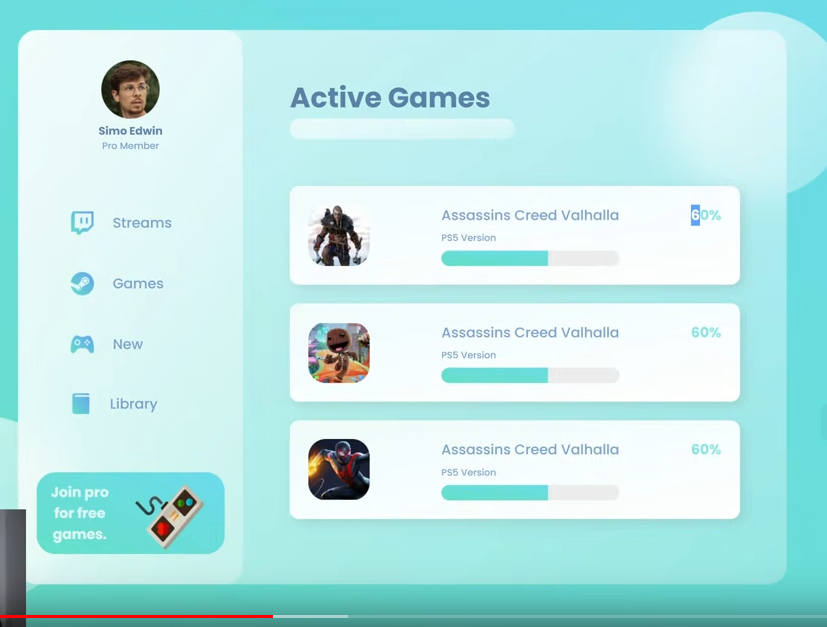 Simo Edwin
Pro Member
Streams
Games
New
Library
Join pro
for free
games.
Active Games
Assassins Creed Valhalla
60%
PS5 Version
Assassins Creed Valhalla
60%
PS5 Version
Assassins Creed Valhalla
60%
PS5 Version